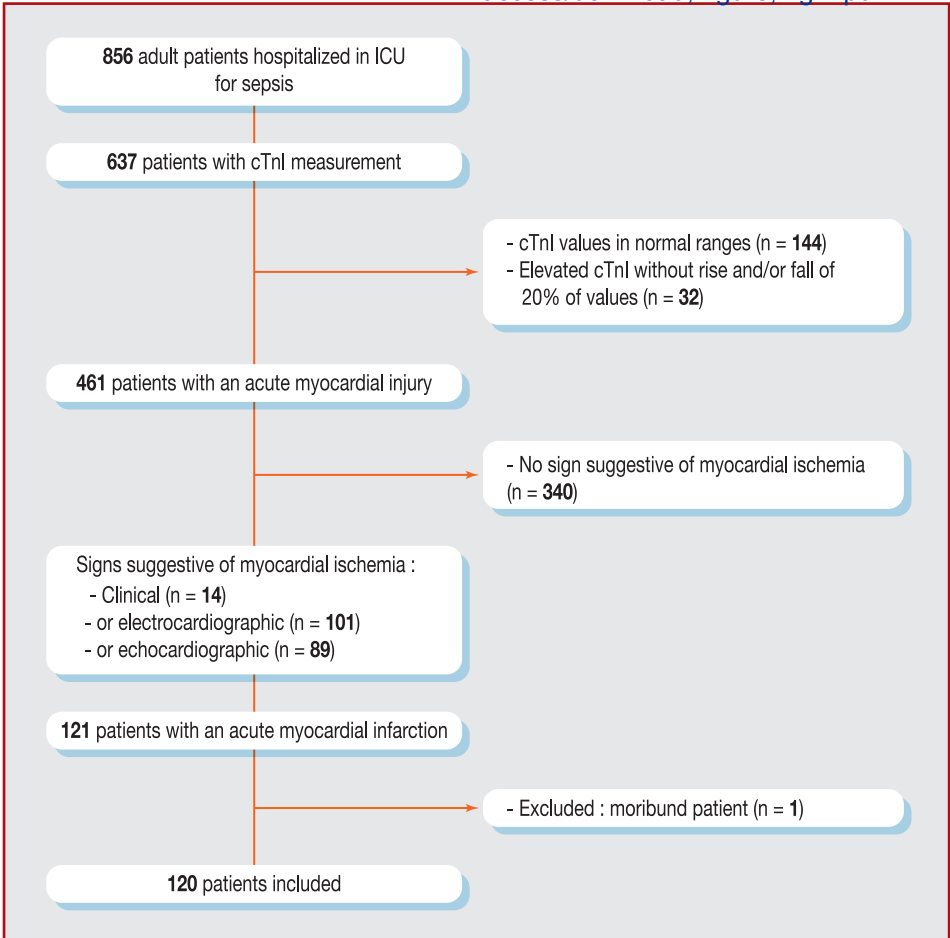 856 adult patients hospitalized in ICU
for sepsis
637 patients with cTnI measurement
- cTnI values in normal ranges (n = 144)
- Elevated cTnI without rise and/or fall of
20% of values (n = 32)
461 patients with an acute myocardial injury
- No sign suggestive of myocardial ischemia
(n = 340)
Signs suggestive of myocardial ischemia :
- Clinical (n = 14)
- or electrocardiographic (n = 101)
- or echocardiographic (n = 89)
121 patients with an acute myocardial infarction
- Excluded : moribund patient (n = 1)
120 patients included